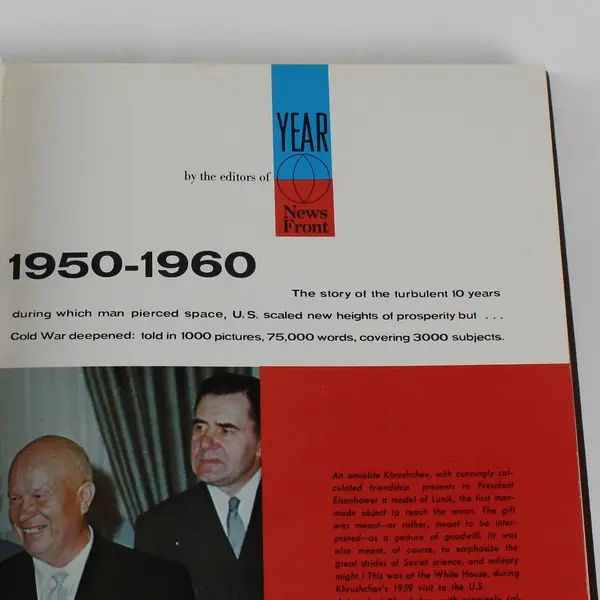 YEAR
by the editors of
News
Front
1950-1960
The story of the turbulent 10 years
during which man pierced space, U.S. scaled new heights of prosperity but ...
Cold War deepened: told in 1000 pictures, 75,000 words, covering 3000 subjects.
An amiable Khrushchev, with cunningly cal-
culated friendship presents to President
Eisenhower a model of Lunik, the first man-
made object to reach the moon. The gift
was meant—or rather, meant to be inter-
preted—as a gesture of goodwill. (It was
also meant, of course, to emphasize the
great strides of Soviet science, and military
might.) This was at the White House, during
Khrushchev's 1959 visit to the U.S.